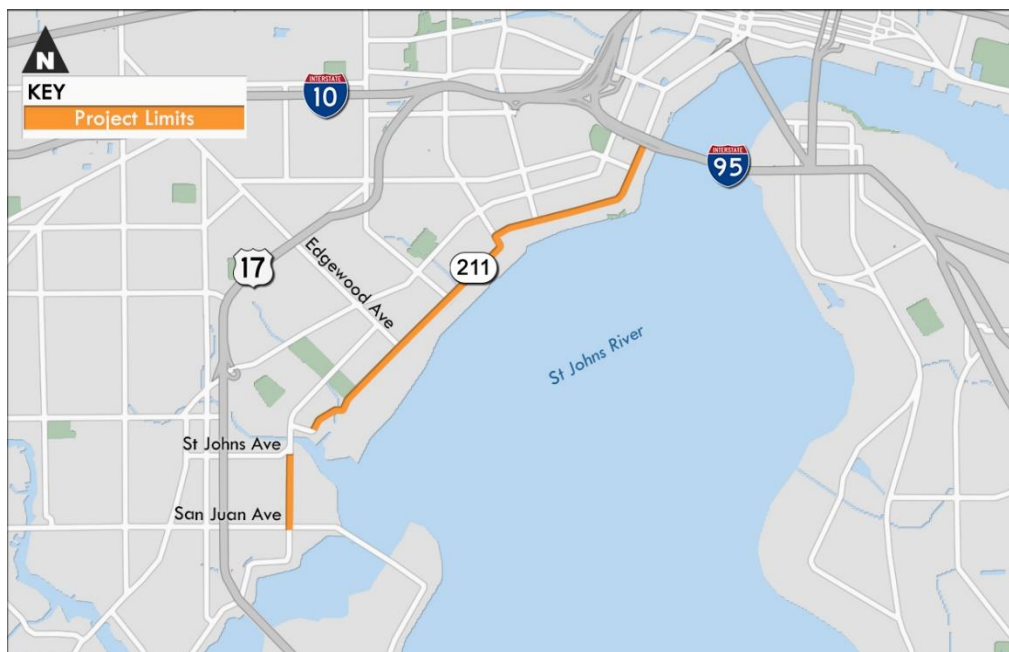 N
KEY
Project Limits
INTERSTATE
10
INTERSTATE
95
17
Edgewood Ave
211
St Johns River
St Johns Ave
San Juan Ave